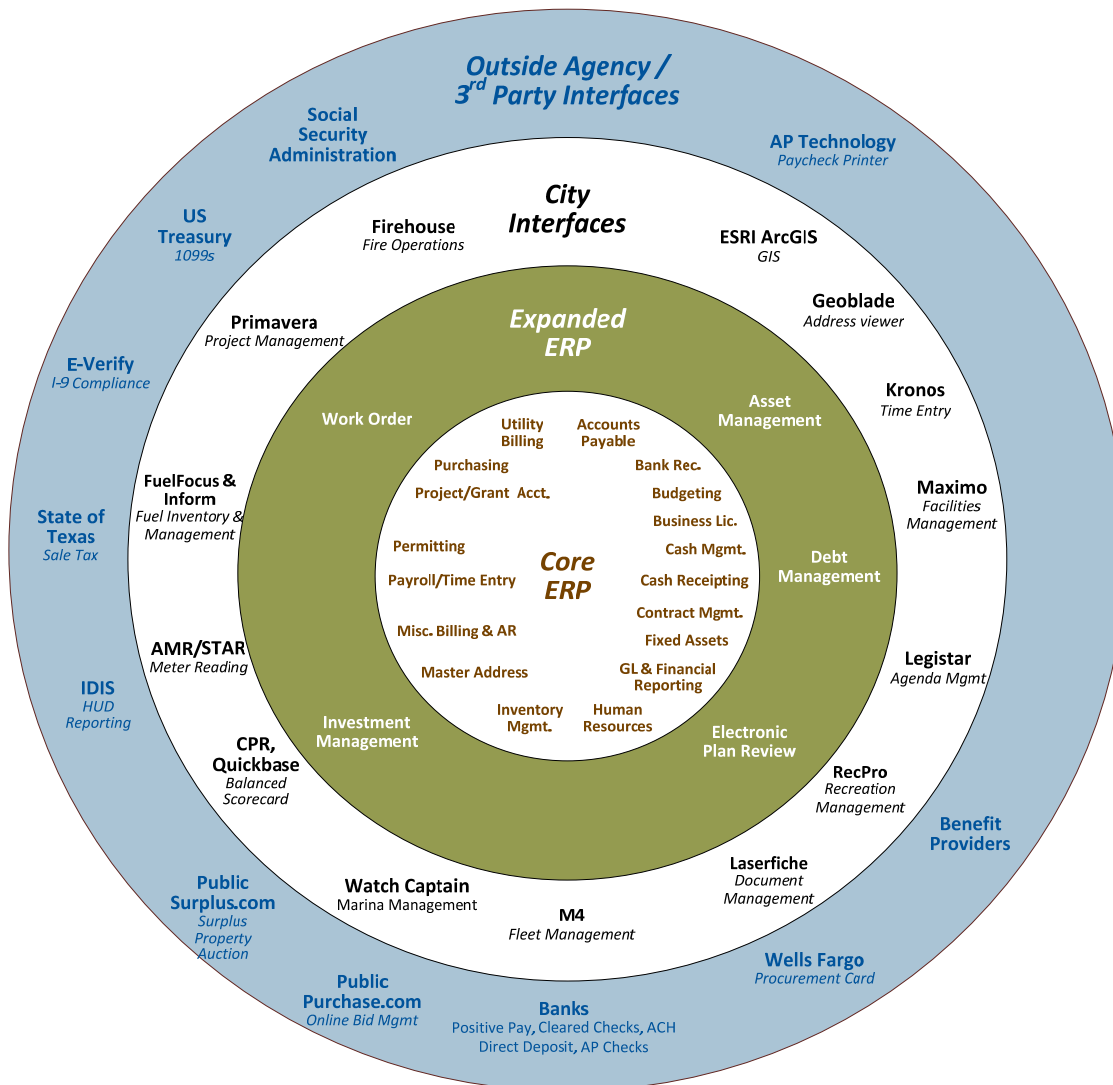 Outside Agency /
3rd Party Interfaces
Social
Security
Administration
AP Technology
Paycheck Printer
US
Treasury
1099s
E-Verify
I-9 Compliance
State of
Texas
Sale Tax
IDIS
HUD
Reporting
Public
Surplus.com
Surplus
Property
Auction
Public
Purchase.com
Online Bid Mgmt
Banks
Positive Pay, Cleared Checks, ACH
Direct Deposit, AP Checks
Wells Fargo
Procurement Card
Benefit
Providers
City
Interfaces
Firehouse
Fire Operations
ESRI ArcGIS
GIS
Geoblade
Address viewer
Primavera
Project Management
Kronos
Time Entry
FuelFocus &
Inform
Fuel Inventory &
Management
Maximo
Facilities
Management
AMR/STAR
Meter Reading
Legistar
Agenda Mgmt
CPR,
Quickbase
Balanced
Scorecard
RecPro
Recreation
Management
Watch Captain
Marina Management
M4
Fleet Management
Laserfiche
Document
Management
Expanded
ERP
Work Order
Asset
Management
Debt
Management
Investment
Management
Electronic
Plan Review
Core
ERP
Utility
Billing
Accounts
Payable
Purchasing
Bank Rec.
Project/Grant Acct.
Budgeting
Business Lic.
Permitting
Cash Mgmt.
Payroll/Time Entry
Cash Receipting
Contract Mgmt.
Misc. Billing & AR
Fixed Assets
Master Address
GL & Financial
Reporting
Inventory
Mgmt.
Human
Resources